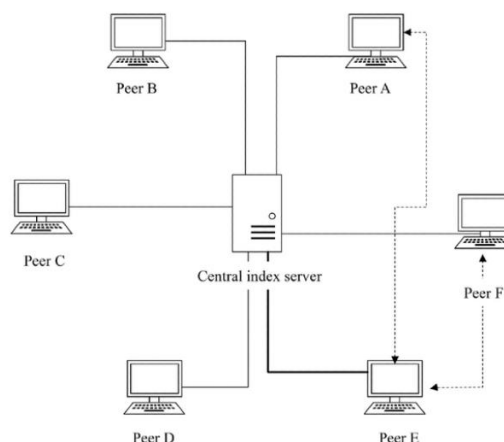 Peer B
Peer A
Peer C
Central index server
Peer F
Peer D
Peer E